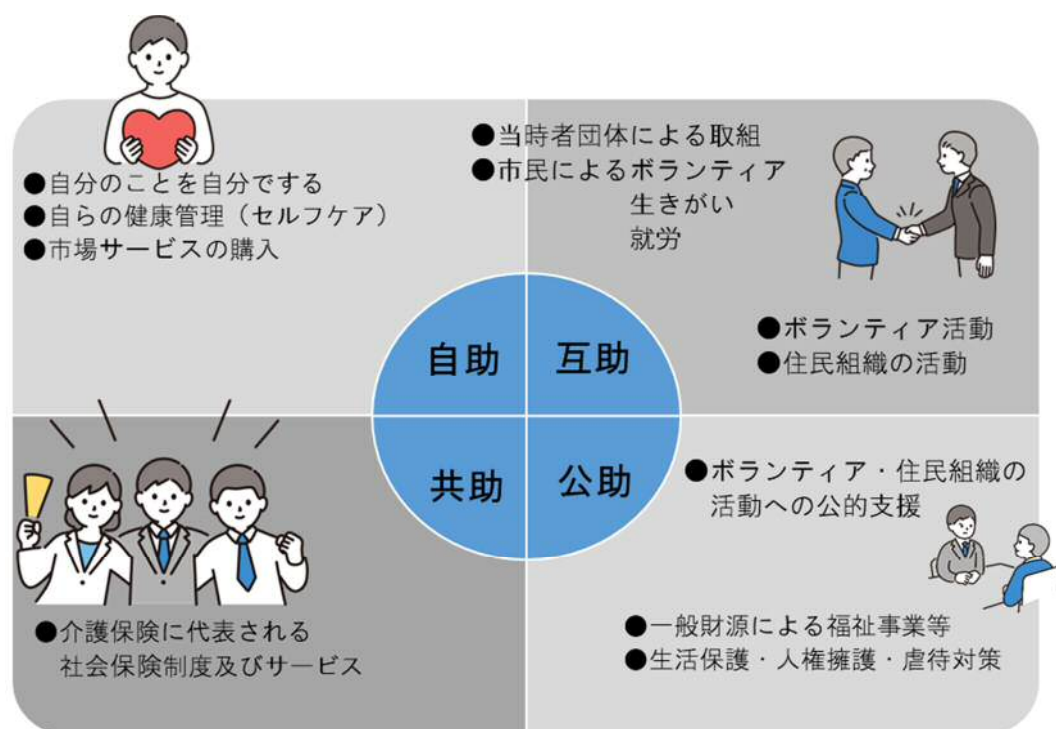 ●自分のことを自分でする
●自らの健康管理（セルフケア）
●市場サービスの購入
●当時者団体による取組
●市民によるボランティア
生きがい
就労
●ボランティア活動
●住民組織の活動
自助
互助
共助
公助
●介護保険に代表される
社会保険制度及びサービス
●ボランティア・住民組織の
活動への公的支援
●一般財源による福祉事業等
●生活保護・人権擁護・虐待対策